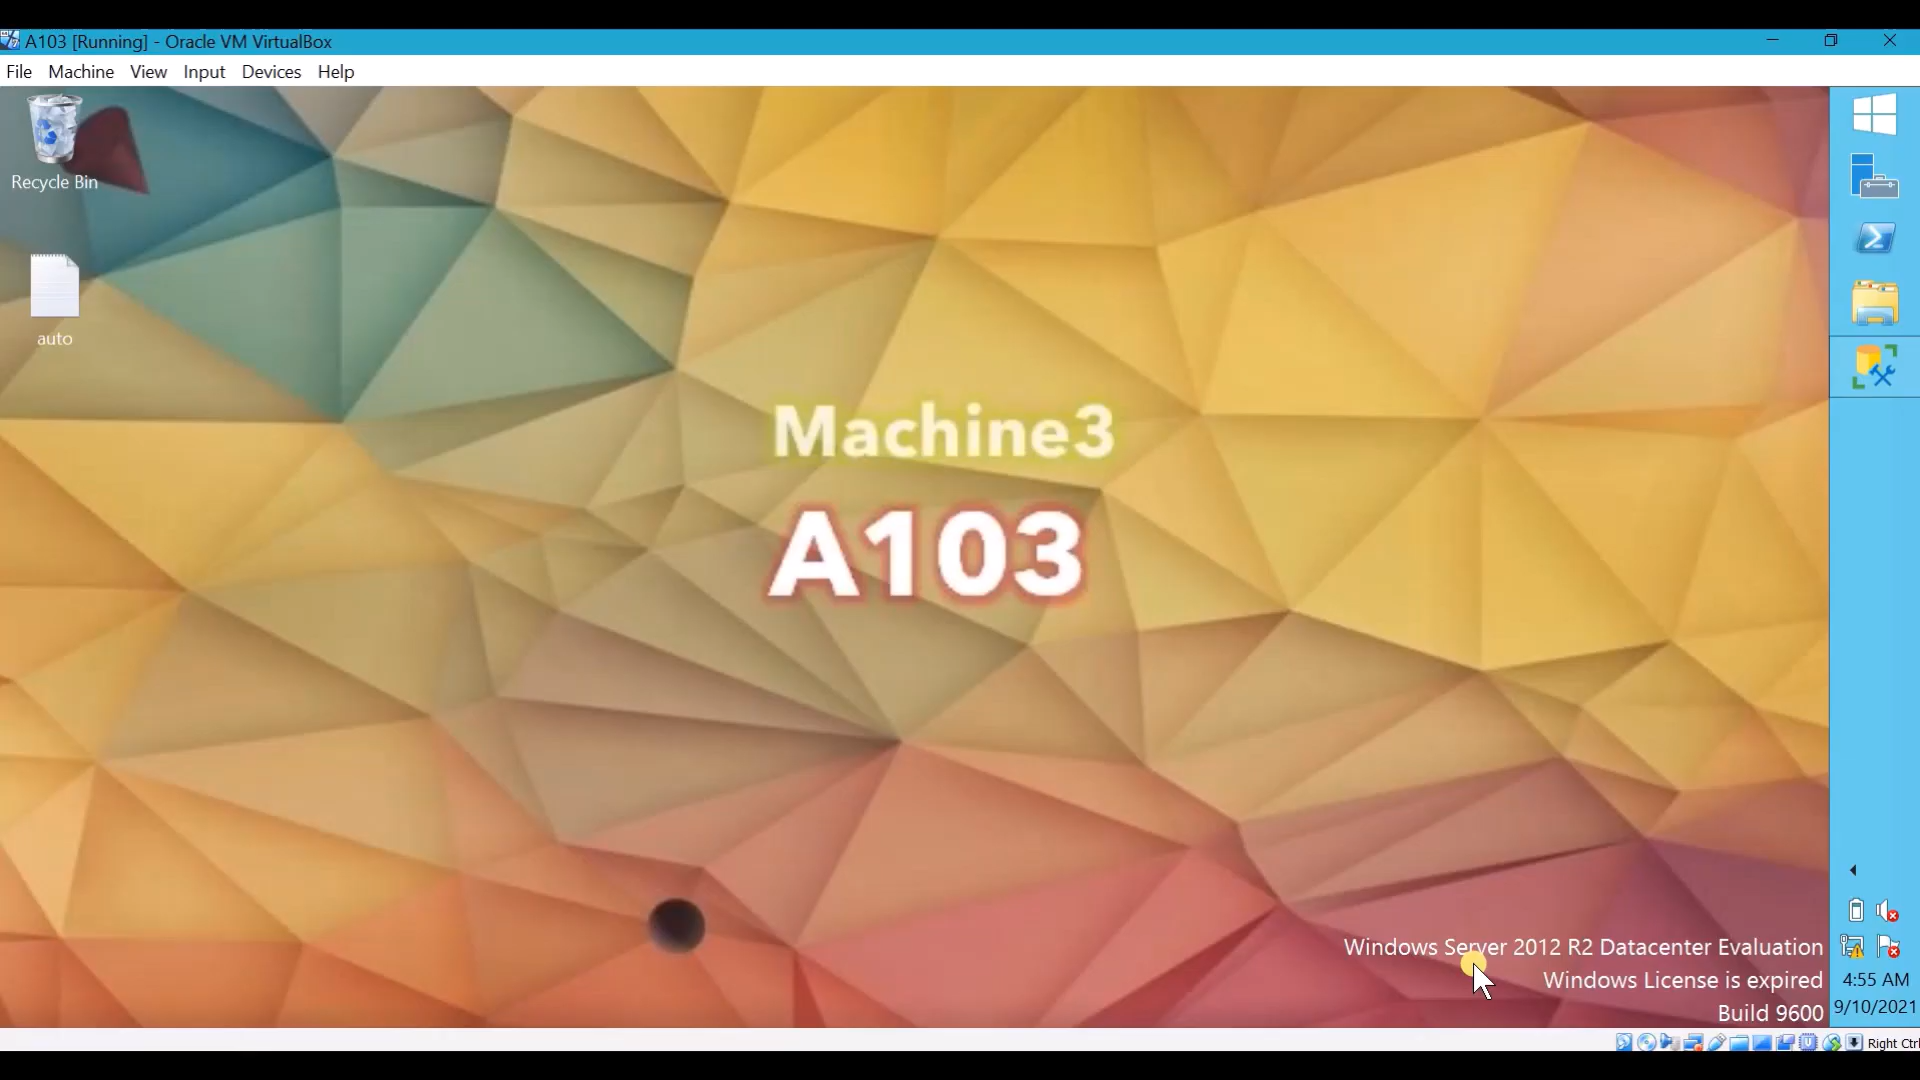 A103 [Running] - Oracle VM VirtualBox
File Machine View Input Devices Help
Recycle Bin
auto
Machine3
A103
Windows Server 2012 R2 Datacenter Evaluation
Windows License is expired
Build 9600
4:55 AM
9/10/2021
Right Ctrl